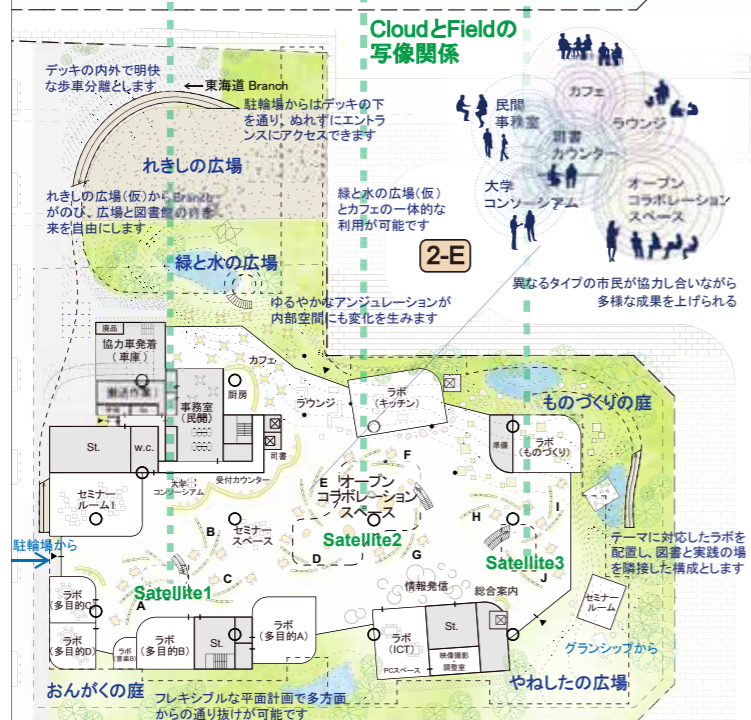 CloudとFieldの
写像関係
デッキの内外で明快
な歩車分離とします
←東海道 Branch
駐輪場からはデッキの下
を通り、ぬれずにエントラ
ンスにアクセスできます
れきしの広場
れきしの広場(仮)からBranch
がのび、広場と図書館の
来を自由にします
緑と水の広場(仮)
とカフェの一体的な
利用が可能です
緑と水の広場
ゆるやかなアンジュレーションが
内部空間にも変化を生みます
2-E
カフェ
民間
事務室
ラウンジ
司書
カウンター
大学
コンソーシアム
オープン
コラボレーション
スペース
異なるタイプの市民が協力し合いながら
多様な成果を上げられる
廃品
協力車発着
(車庫)
事務室
(民間)
カフェ
厨房
ラウンジ
司書
ラボ
(キッチン)
ものづくりの庭
準備
ラボ
(ものづくり)
St.
w.c.
大学
コンソーシアム
受付カウンター
セミナー
ルーム1
オープン
コラボレーション
スペース
セミナー
スペース
A
B
C
D
E
F
G
H
I
J
Satellite1
Satellite2
Satellite3
駐輪場から
テーマに対応したラボを
配置し、図書と実践の場
を隣接した構成とします
情報発信
総合案内
セミナー
ルーム
グランシップから
ラボ
(多目的C)
ラボ
(多目的D)
ラボ
(音楽B)
ラボ
(多目的B)
St.
ラボ
(多目的A)
ラボ
(ICT)
PCスペース
St.
映像撮影
調整室
おんがくの庭
やねしたの広場
フレキシブルな平面計画で多方面
からの通り抜けが可能です